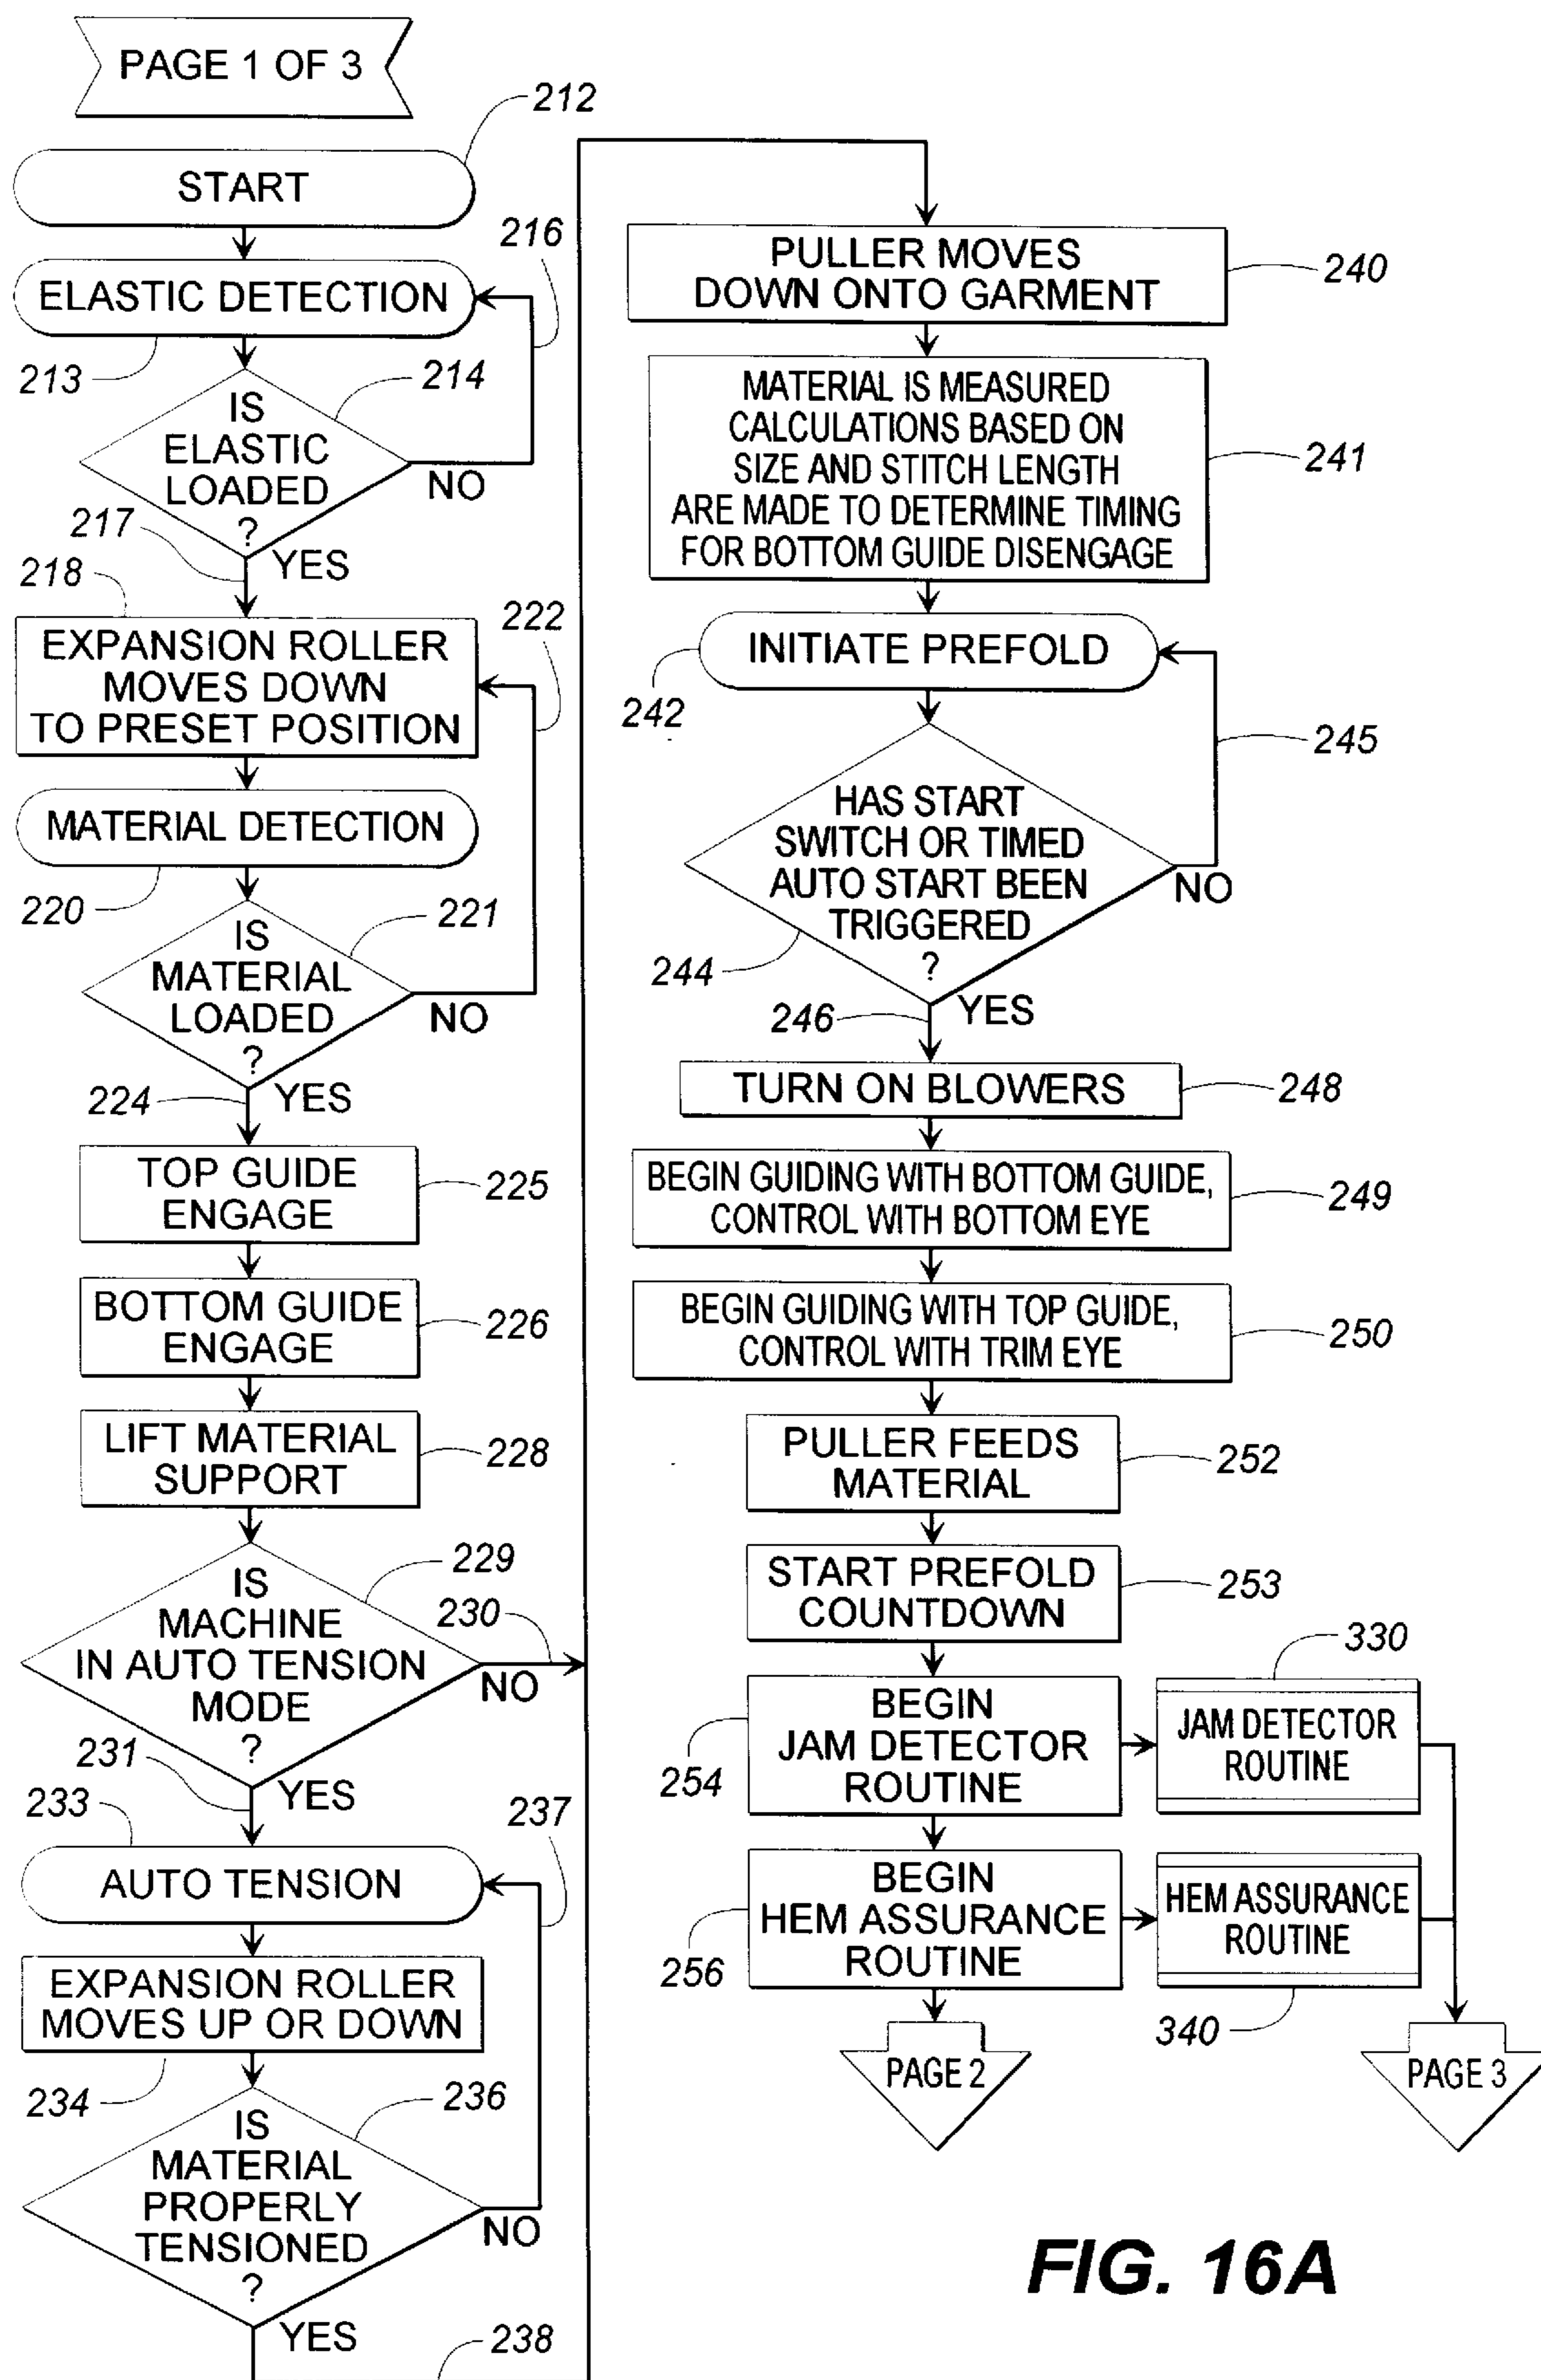 PAGE 1 OF 3
212
START
216
ELASTIC DETECTION
213
214
IS
ELASTIC
LOADED
?
NO
217
YES
218
222
EXPANSION ROLLER
MOVES DOWN
TO PRESET POSITION
MATERIAL DETECTION
220
221
IS
MATERIAL
LOADED
?
NO
224
YES
TOP GUIDE
ENGAGE
225
BOTTOM GUIDE
ENGAGE
226
LIFT MATERIAL
SUPPORT
228
229
IS
MACHINE
IN AUTO TENSION
MODE
?
230
NO
231
YES
233
237
AUTO TENSION
EXPANSION ROLLER
MOVES UP OR DOWN
234
236
IS
MATERIAL
PROPERLY
TENSIONED
?
NO
YES
238
PULLER MOVES
DOWN ONTO GARMENT
240
MATERIAL IS MEASURED
CALCULATIONS BASED ON
SIZE AND STITCH LENGTH
ARE MADE TO DETERMINE TIMING
FOR BOTTOM GUIDE DISENGAGE
241
INITIATE PREFOLD
242
245
HAS START
SWITCH OR TIMED
AUTO START BEEN
TRIGGERED
?
NO
244
246
YES
TURN ON BLOWERS
248
BEGIN GUIDING WITH BOTTOM GUIDE,
CONTROL WITH BOTTOM EYE
249
BEGIN GUIDING WITH TOP GUIDE,
CONTROL WITH TRIM EYE
250
PULLER FEEDS
MATERIAL
252
START PREFOLD
COUNTDOWN
253
330
BEGIN
JAM DETECTOR
ROUTINE
254
JAM DETECTOR
ROUTINE
BEGIN
HEM ASSURANCE
ROUTINE
256
HEM ASSURANCE
ROUTINE
340
PAGE 2
PAGE 3
FIG. 16A